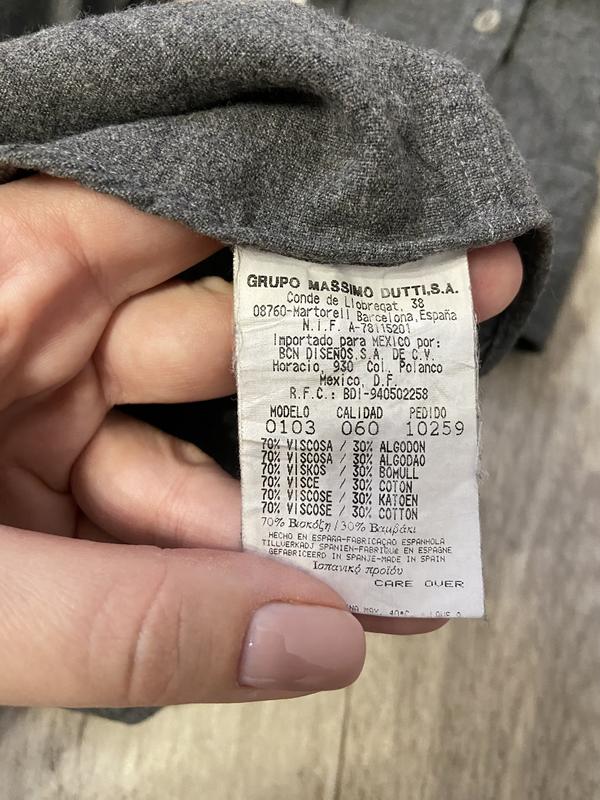 GRUPO MASSIMO DUTTI,S.A.
Conde de Llobregat, 38
08760-Martorell Barcelona,España
N.I.F. A-78115201
Importado para MEXICO por:
BCN DISEÑOS S.A. DE C.V.
Horacio, 930 Col. Polanco
Mexico, D.F.
R.F.C.: BDI-940502258
MODELO CALIDAD PEDIDO
0103 060 10259
70% VISCOSA / 30% ALGODON
70% VISCOSA / 30% ALGODAO
70% VISKOS / 30% BOMULL
70% VISCE / 30% COTON
70% VISCOSE / 30% KATOEN
70% VISCOSE / 30% COTTON
70% Βισκόζη / 30% Βαμβάκι
HECHO EN ESPAÑA-FABRICAÇAO ESPANHOLA
TILLVERKADJ SPANIEN-FABRIQUE EN ESPAGNE
GEFABRICEERD IN SPANJE-MADE IN SPAIN
Ισπανικό προϊόυ
CARE OVER
MAX. 40°C